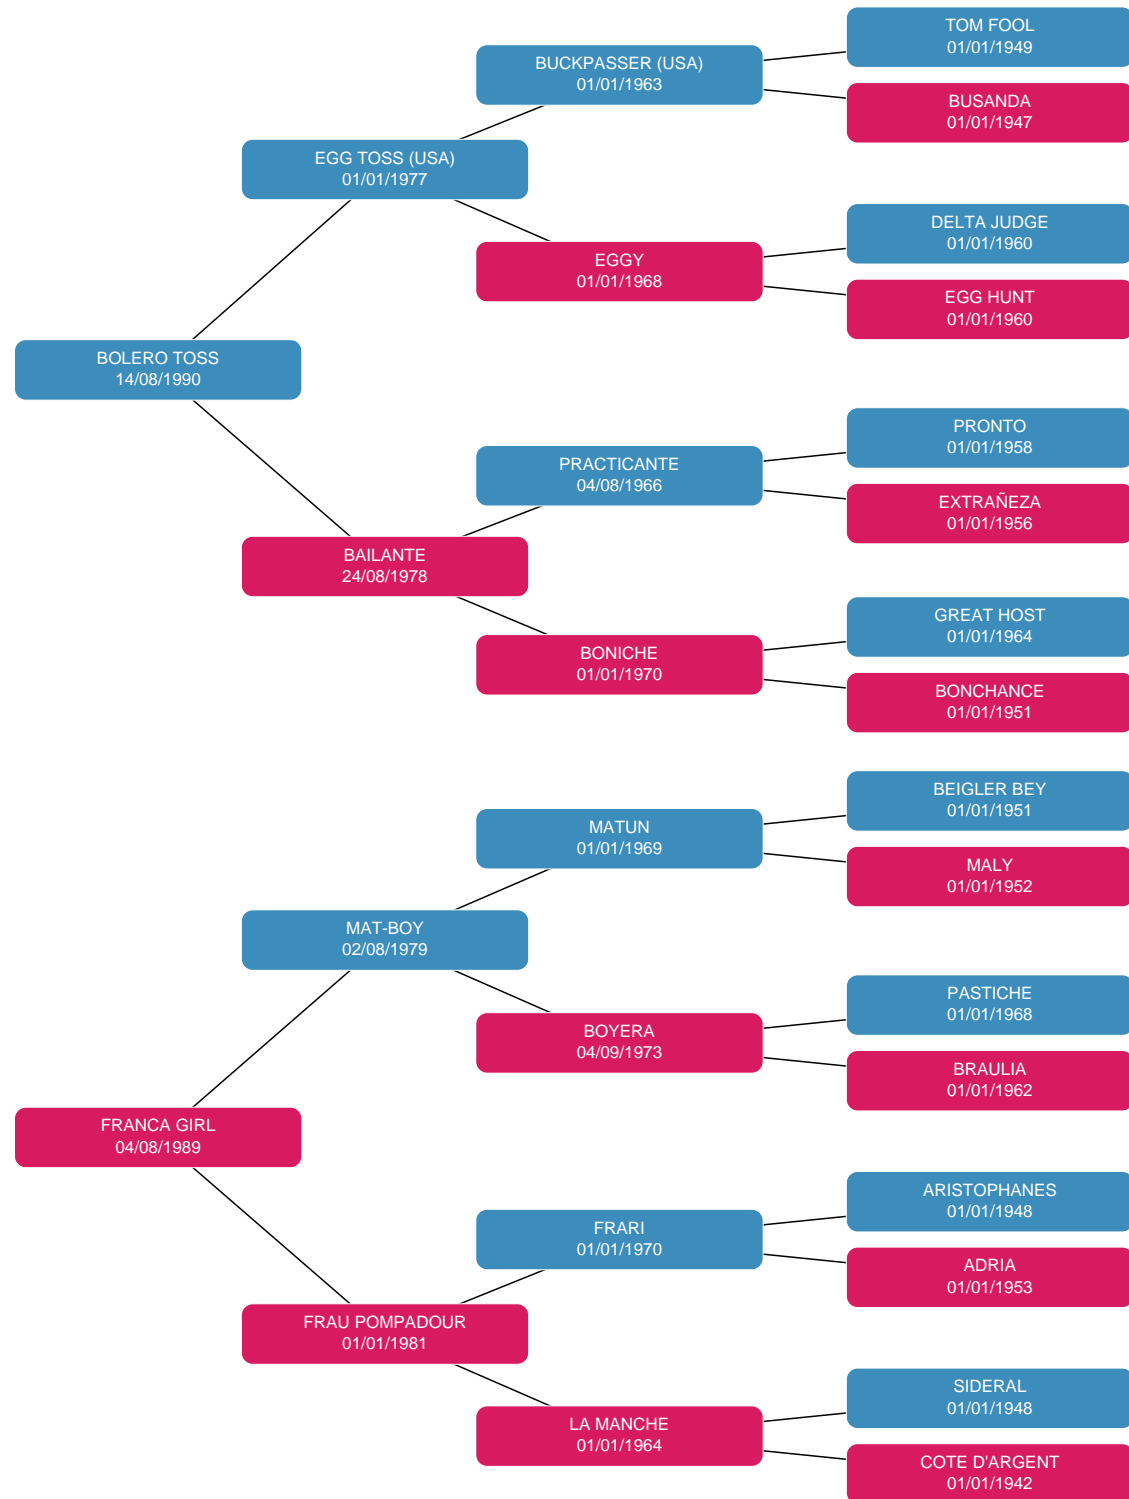 TOM FOOL
01/01/1949
BUCKPASSER (USA)
01/01/1963
BUSANDA
01/01/1947
EGG TOSS (USA)
01/01/1977
DELTA JUDGE
01/01/1960
EGGY
01/01/1968
EGG HUNT
01/01/1960
BOLERO TOSS
14/08/1990
PRONTO
01/01/1958
PRACTICANTE
04/08/1966
EXTRAÑEZA
01/01/1956
BAILANTE
24/08/1978
GREAT HOST
01/01/1964
BONICHE
01/01/1970
BONCHANCE
01/01/1951
BEIGLER BEY
01/01/1951
MATUN
01/01/1969
MALY
01/01/1952
MAT-BOY
02/08/1979
PASTICHE
01/01/1968
BOYERA
04/09/1973
BRAULIA
01/01/1962
FRANCA GIRL
04/08/1989
ARISTOPHANES
01/01/1948
FRARI
01/01/1970
ADRIA
01/01/1953
FRAU POMPADOUR
01/01/1981
SIDERAL
01/01/1948
LA MANCHE
01/01/1964
COTE D'ARGENT
01/01/1942